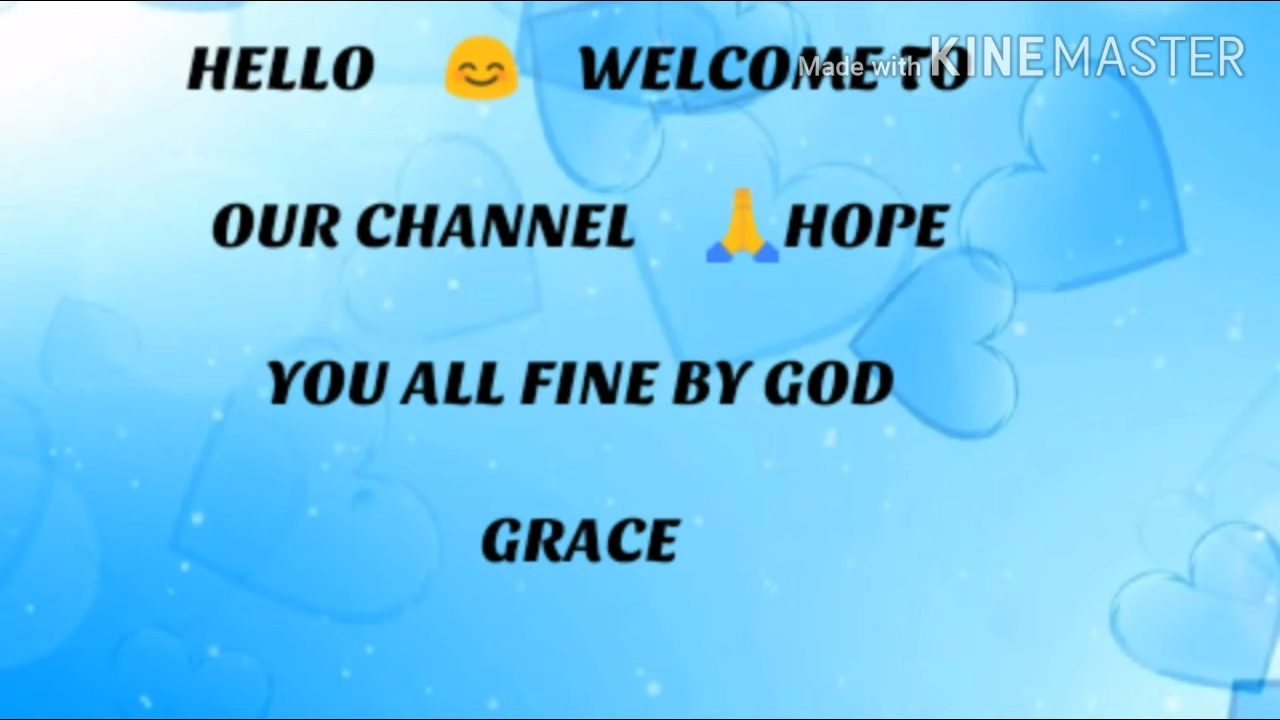 HELLO 😊 WELCOME TO
Made with KINEMASTER
OUR CHANNEL 🙏HOPE
YOU ALL FINE BY GOD
GRACE